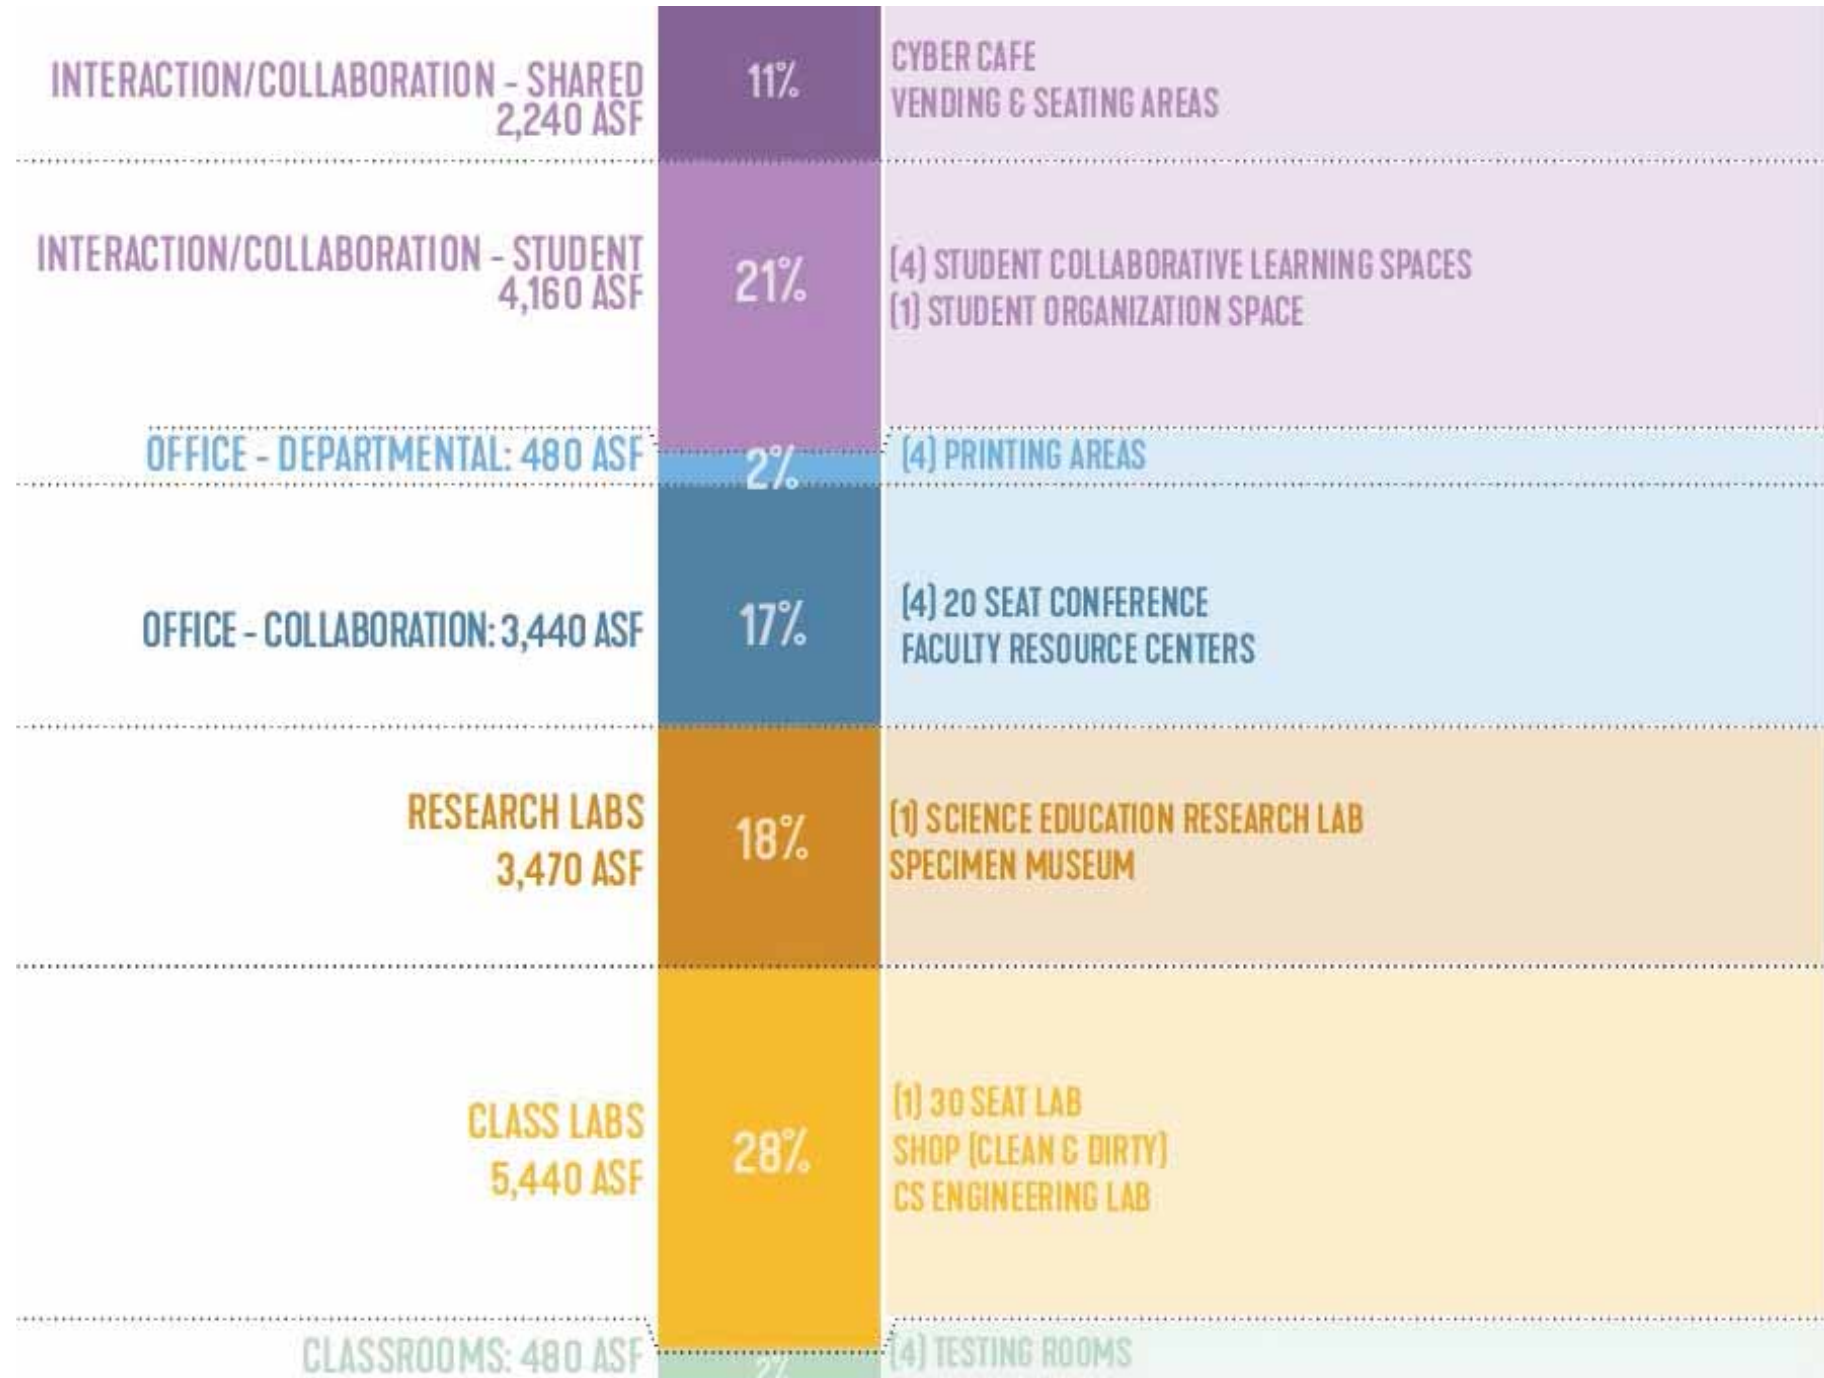 INTERACTION/COLLABORATION - SHARED
2,240 ASF
11%
CYBER CAFE
VENDING & SEATING AREAS
INTERACTION/COLLABORATION - STUDENT
4,160 ASF
21%
(4) STUDENT COLLABORATIVE LEARNING SPACES
(1) STUDENT ORGANIZATION SPACE
OFFICE - DEPARTMENTAL: 480 ASF
2%
(4) PRINTING AREAS
OFFICE - COLLABORATION: 3,440 ASF
17%
(4) 20 SEAT CONFERENCE
FACULTY RESOURCE CENTERS
RESEARCH LABS
3,470 ASF
18%
(1) SCIENCE EDUCATION RESEARCH LAB
SPECIMEN MUSEUM
CLASS LABS
5,440 ASF
28%
(1) 30 SEAT LAB
SHOP (CLEAN & DIRTY)
CS ENGINEERING LAB
CLASSROOMS: 480 ASF
2%
(4) TESTING ROOMS